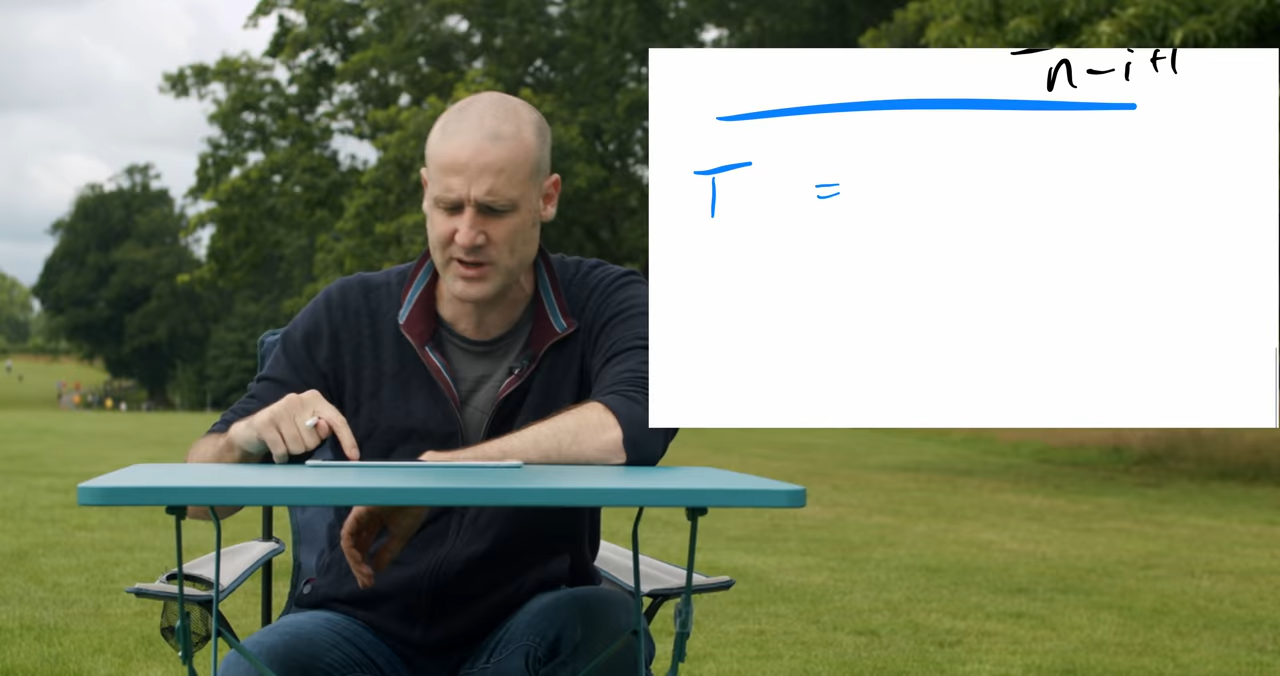 n-i+1
T =